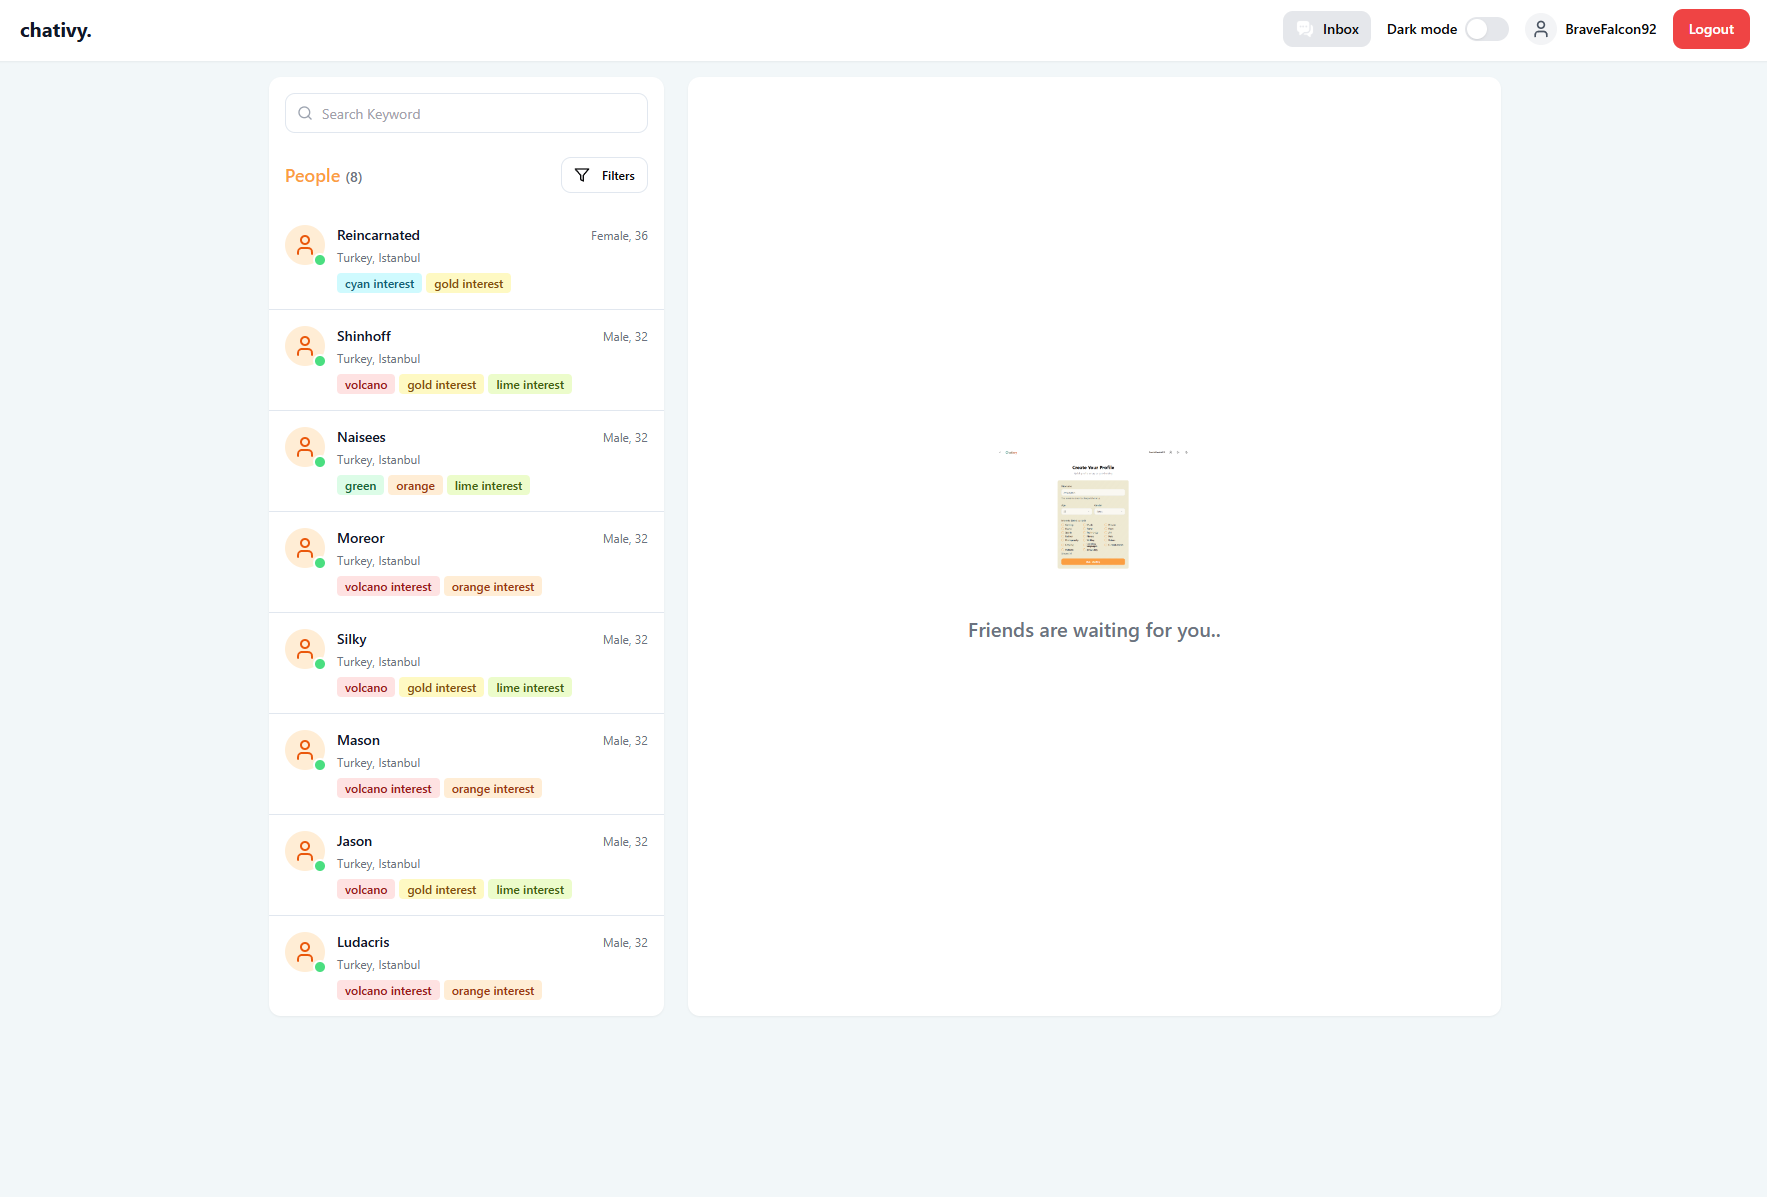 chativy.
Inbox
Dark mode
BraveFalcon92
Logout
Search Keyword
People (8)
Filters
Reincarnated
Female, 36
Turkey, Istanbul
cyan interest
gold interest
Shinhoff
Male, 32
Turkey, Istanbul
volcano
gold interest
lime interest
Naisees
Male, 32
Turkey, Istanbul
green
orange
lime interest
Moreor
Male, 32
Turkey, Istanbul
volcano interest
orange interest
Silky
Male, 32
Turkey, Istanbul
volcano
gold interest
lime interest
Mason
Male, 32
Turkey, Istanbul
volcano interest
orange interest
Jason
Male, 32
Turkey, Istanbul
volcano
gold interest
lime interest
Ludacris
Male, 32
Turkey, Istanbul
volcano interest
orange interest
Create Your Profile
Friends are waiting for you..